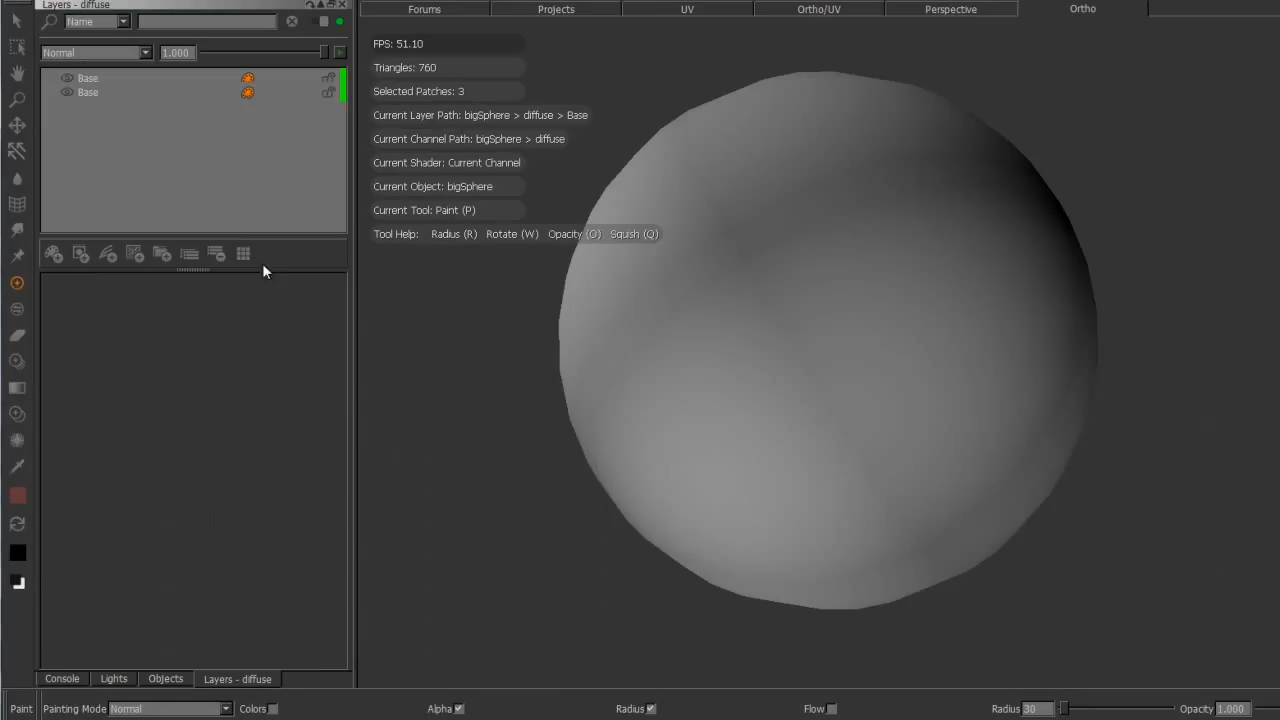 Layers - diffuse
Forums
Projects
UV
Ortho/UV
Perspective
Ortho
Name
Normal
1.000
Base
Base
FPS: 51.10
Triangles: 760
Selected Patches: 3
Current Layer Path: bigSphere > diffuse > Base
Current Channel Path: bigSphere > diffuse
Current Shader: Current Channel
Current Object: bigSphere
Current Tool: Paint (P)
Tool Help: Radius (R) Rotate (W) Opacity (O) Squish (Q)
Console
Lights
Objects
Layers - diffuse
Paint
Painting Mode Normal
Colors
Alpha
Radius
Flow
Radius 30
Opacity 1.000